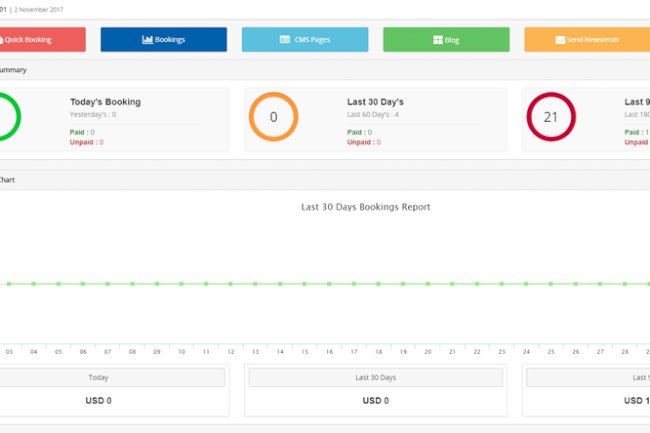 01 | 2 November 2017
Quick Booking Bookings CMS Pages Blog Send Newsletter
ummary
Today's Booking
Yesterday's : 0
Paid : 0
Unpaid : 0
0
Last 30 Day's
Last 60 Day's : 4
Paid : 0
Unpaid : 0
21
Last 9
Last 180
Paid : 1
Unpaid :
Chart
Last 30 Days Bookings Report
03 04 05 06 07 08 09 10 11 12 13 14 15 16 17 18 19 20 21 22 23 24 25 26 27 28 2
Today Last 30 Days Last 9
USD 0 USD 0 USD 1